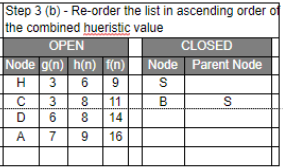 Step 3 (b) - Re-order the list in ascending order of
the combined hueristic value
OPEN CLOSED
Node g(n) h(n) f(n) Node Parent Node
H 3 6 9 S
C 3 8 11 B S
D 6 8 14
A 7 9 16